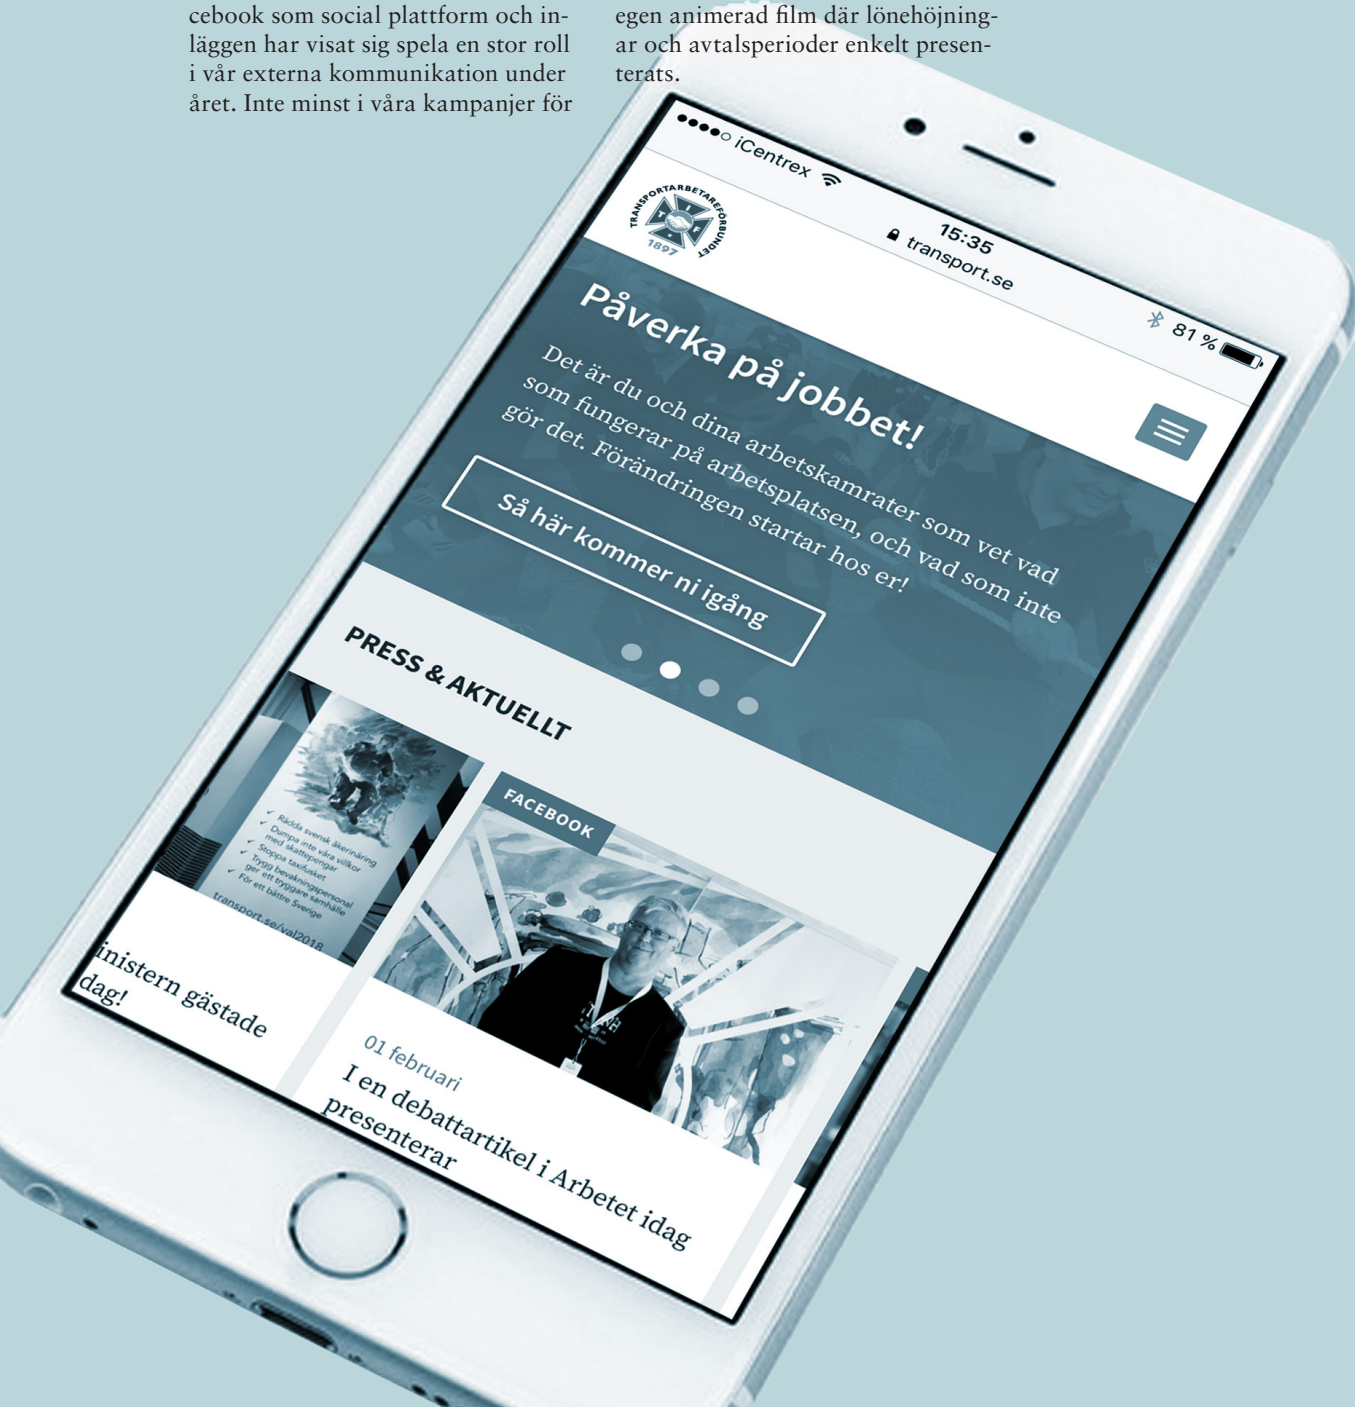 cebook som social plattform och in-
läggen har visat sig spela en stor roll
i vår externa kommunikation under
året. Inte minst i våra kampanjer för
egen animerad film där lönehöjning-
ar och avtalsperioder enkelt presen-
terats.
iCentrex
15:35
transport.se
81 %
TRANSPORTARBETAREFÖRBUNDET
I
T F
1897
Påverka på jobbet!
Det är du och dina arbetskamrater som vet vad
som fungerar på arbetsplatsen, och vad som inte
gör det. Förändringen startar hos er!
Så här kommer ni igång
PRESS & AKTUELLT
Rädda svensk åkerinäring
Dumpa inte våra villkor
med skattepengar
Stoppa taxifusket
Trygg bevakningspersonal
ger ett tryggare samhälle
För ett bättre Sverige
transport.se/val2018
inistern gästade
dag!
FACEBOOK
01 februari
I en debattartikel i Arbetet idag
presenterar